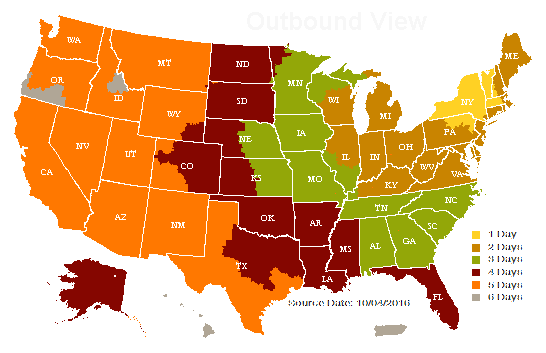 Outbound View
WA
ME
MT
ND
OR
MN
ID
SD
WI
NY
MI
WY
IA
PA
NE
OH
NV
UT
IL
IN
CO
WV
VA
CA
KS
MO
KY
NC
TN
AZ
NM
OK
AR
SC
MS
AL
GA
TX
LA
FL
1 Day
2 Days
3 Days
4 Days
5 Days
6 Days
Source Date: 10/04/2016